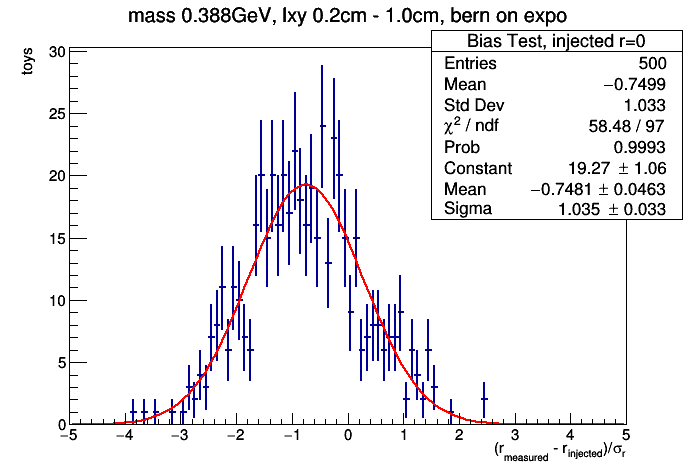 mass 0.388GeV, lxy 0.2cm - 1.0cm, bern on expo
Bias Test, injected r=0
Entries 500
Mean −0.7499
Std Dev 1.033
χ² / ndf 58.48 / 97
Prob 0.9993
Constant 19.27 ± 1.06
Mean −0.7481 ± 0.0463
Sigma 1.035 ± 0.033
toys
30
25
20
15
10
5
0
−5 −4 −3 −2 −1 0 1 2 3 4 5
(r_measured - r_injected)/σ_r